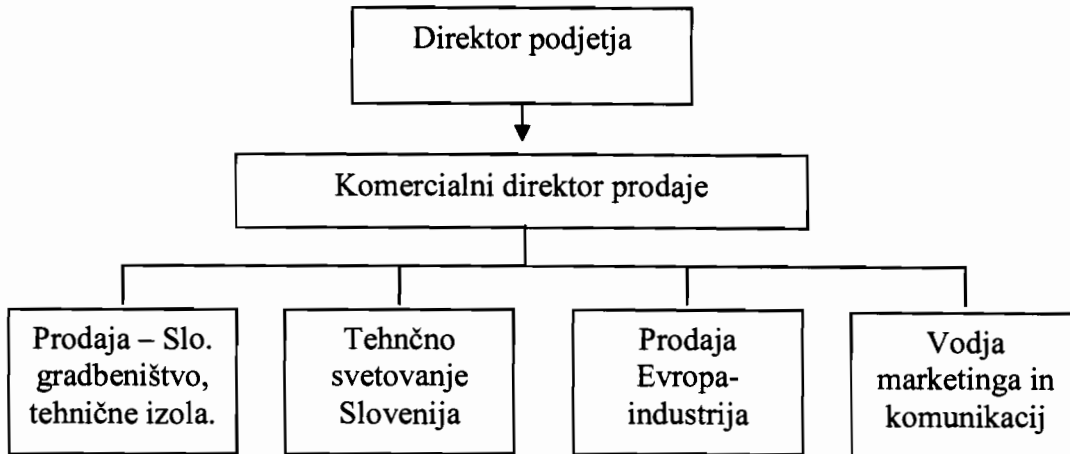 Direktor podjetja
Komercialni direktor prodaje
Prodaja – Slo.
gradbeništvo,
tehnične izola.
Tehnčno
svetovanje
Slovenija
Prodaja
Evropa-
industrija
Vodja
marketinga in
komunikacij